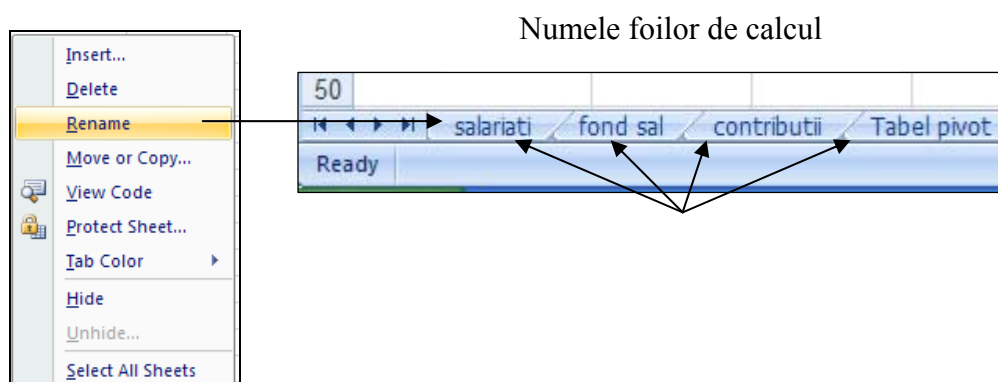 Numele foilor de calcul
Insert...
Delete
Rename
Move or Copy...
View Code
Protect Sheet...
Tab Color
Hide
Unhide...
Select All Sheets
50
salariati fond sal contributii Tabel pivot
Ready